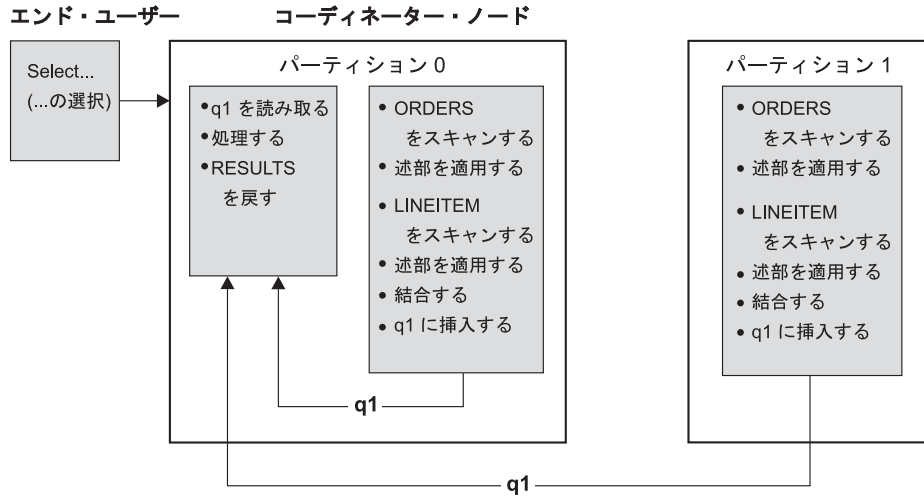 エンド・ユーザー
コーディネーター・ノード
Select...
(...の選択)
パーティション 0
•q1 を読み取る
•処理する
•RESULTS
を戻す
• ORDERS
をスキャンする
• 述部を適用する
• LINEITEM
をスキャンする
• 述部を適用する
• 結合する
• q1 に挿入する
q1
パーティション 1
• ORDERS
をスキャンする
• 述部を適用する
• LINEITEM
をスキャンする
• 述部を適用する
• 結合する
• q1 に挿入する
q1